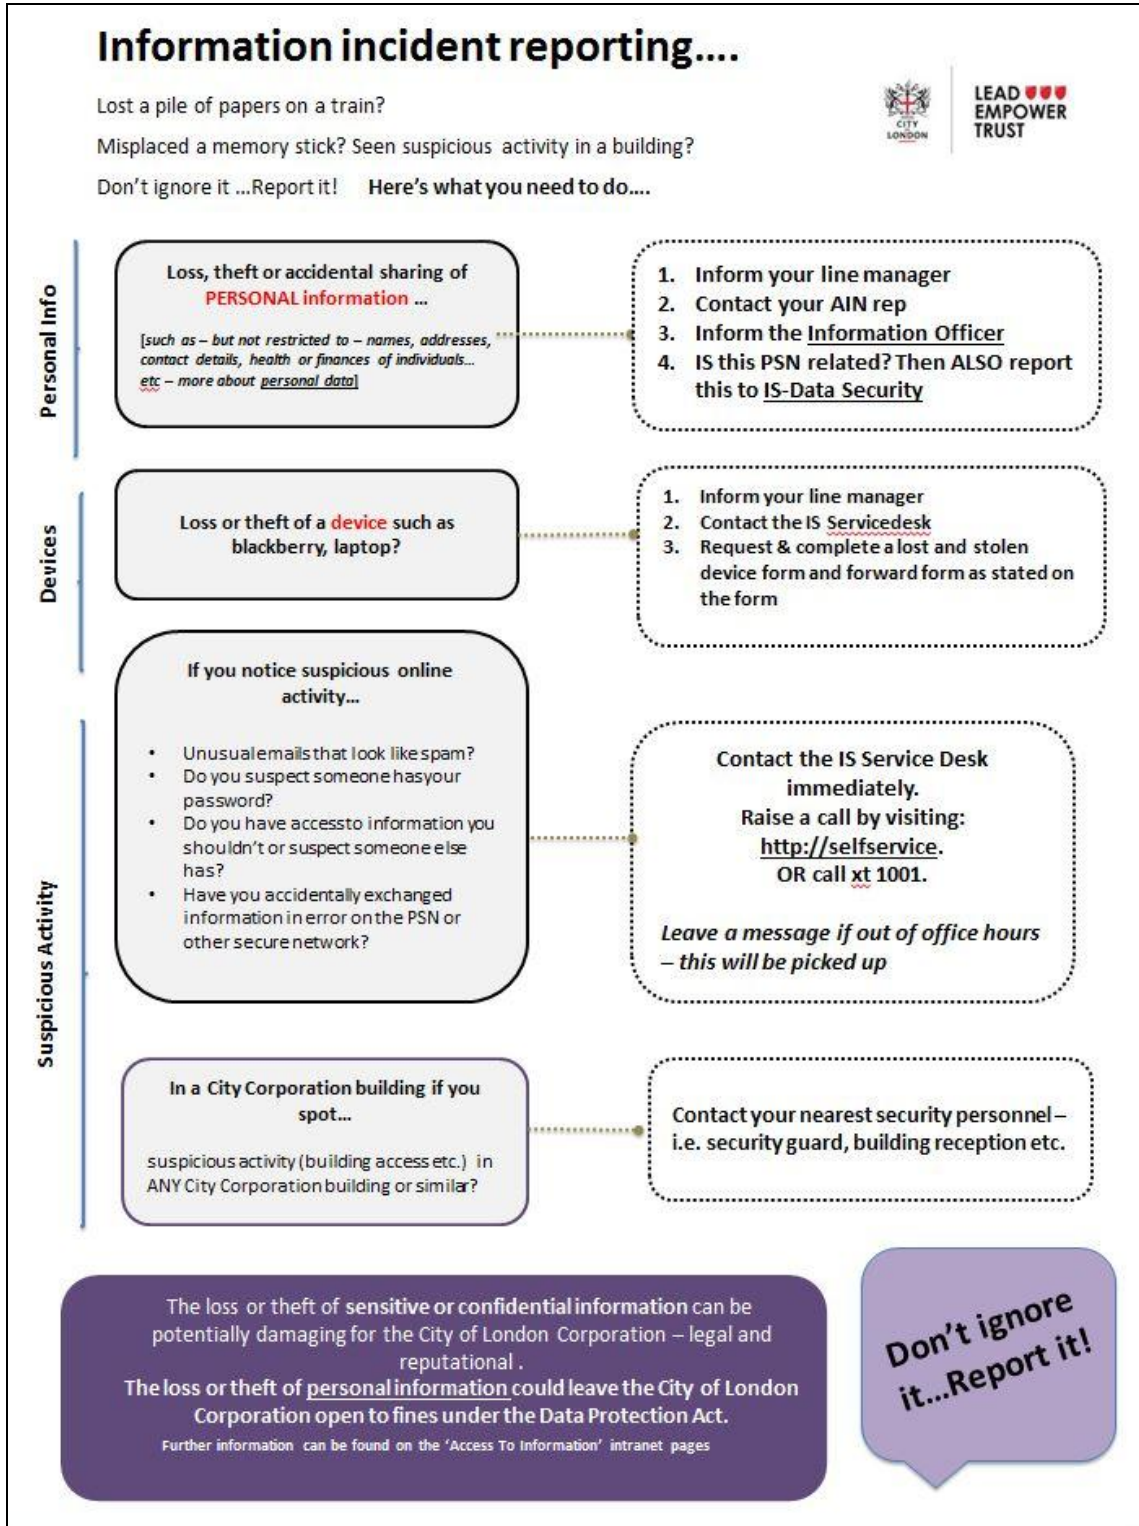 Information incident reporting....
Lost a pile of papers on a train?
Misplaced a memory stick? Seen suspicious activity in a building?
Don't ignore it ...Report it! Here's what you need to do....
CITY
LONDON
LEAD
EMPOWER
TRUST
Personal Info
Loss, theft or accidental sharing of
PERSONAL information ...
[such as – but not restricted to – names, addresses,
contact details, health or finances of individuals...
etc – more about personal data]
1. Inform your line manager
2. Contact your AIN rep
3. Inform the Information Officer
4. IS this PSN related? Then ALSO report
this to IS-Data Security
Devices
Loss or theft of a device such as
blackberry, laptop?
1. Inform your line manager
2. Contact the IS Servicedesk
3. Request & complete a lost and stolen
device form and forward form as stated on
the form
Suspicious Activity
If you notice suspicious online
activity...
• Unusual emails that look like spam?
• Do you suspect someone has your
password?
• Do you have access to information you
shouldn't or suspect someone else
has?
• Have you accidentally exchanged
information in error on the PSN or
other secure network?
Contact the IS Service Desk
immediately.
Raise a call by visiting:
http://selfservice.
OR call xt 1001.
Leave a message if out of office hours
– this will be picked up
In a City Corporation building if you
spot...
suspicious activity (building access etc.) in
ANY City Corporation building or similar?
Contact your nearest security personnel –
i.e. security guard, building reception etc.
The loss or theft of sensitive or confidential information can be
potentially damaging for the City of London Corporation – legal and
reputational .
The loss or theft of personal information could leave the City of London
Corporation open to fines under the Data Protection Act.
Further information can be found on the 'Access To Information' intranet pages
Don't ignore
it...Report it!